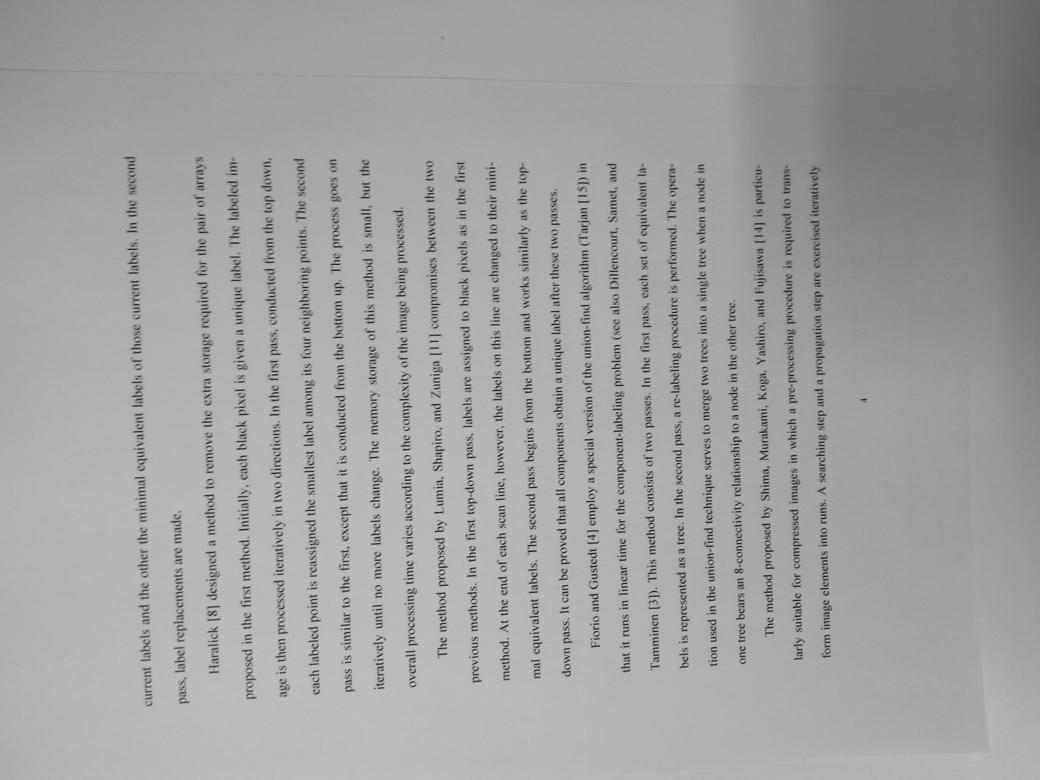 current labels and the other the minimal equivalent labels of those current labels. In the second
pass, label replacements are made.
Haralick [8] designed a method to remove the extra storage required for the pair of arrays
proposed in the first method. Initially, each black pixel is given a unique label. The labeled im-
age is then processed iteratively in two directions. In the first pass, conducted from the top down,
each labeled point is reassigned the smallest label among its four neighboring points. The second
pass is similar to the first, except that it is conducted from the bottom up. The process goes on
iteratively until no more labels change. The memory storage of this method is small, but the
overall processing time varies according to the complexity of the image being processed.
The method proposed by Lumia, Shapiro, and Zuniga [11] compromises between the two
previous methods. In the first top-down pass, labels are assigned to black pixels as in the first
method. At the end of each scan line, however, the labels on this line are changed to their mini-
mal equivalent labels. The second pass begins from the bottom and works similarly as the top-
down pass. It can be proved that all components obtain a unique label after these two passes.
Fiorio and Gustedt [4] employ a special version of the union-find algorithm (Tarjan [15]) in
that it runs in linear time for the component-labeling problem (see also Dillencourt, Samet, and
Tamminen [3]). This method consists of two passes. In the first pass, each set of equivalent la-
bels is represented as a tree. In the second pass, a re-labeling procedure is performed. The opera-
tion used in the union-find technique serves to merge two trees into a single tree when a node in
one tree bears an 8-connectivity relationship to a node in the other tree.
The method proposed by Shima, Murakami, Koga, Yashiro, and Fujisawa [14] is particu-
larly suitable for compressed images in which a pre-processing procedure is required to trans-
form image elements into runs. A searching step and a propagation step are exercised iteratively
4